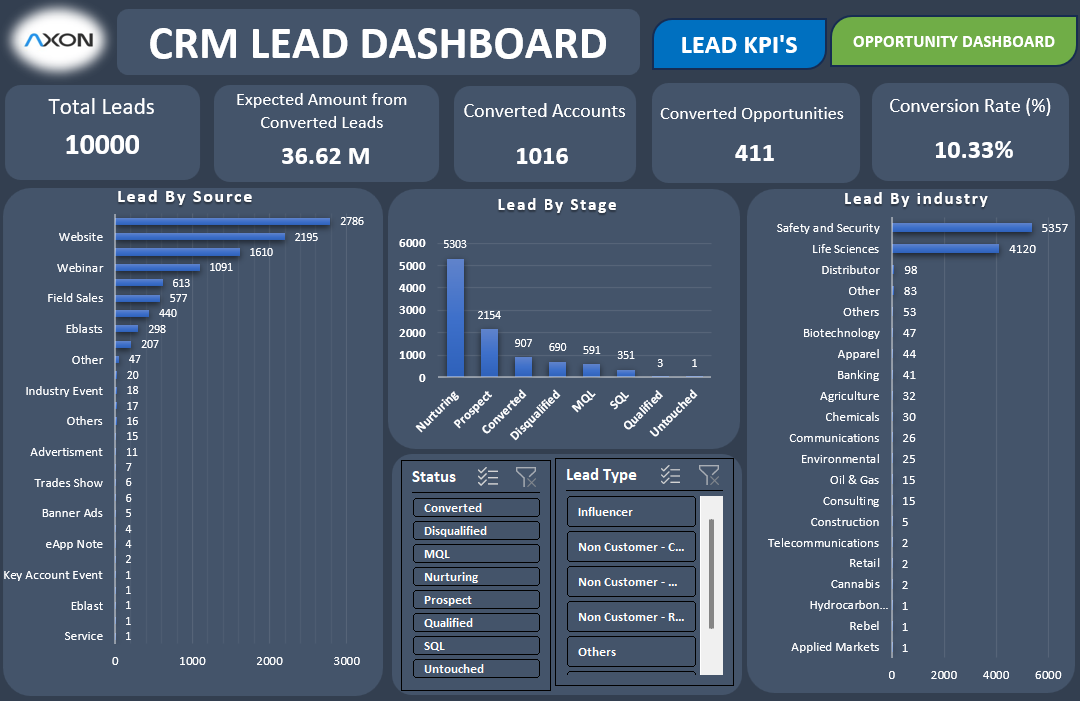 AXON
CRM LEAD DASHBOARD
LEAD KPI'S
OPPORTUNITY DASHBOARD
Total Leads
10000
Expected Amount from
Converted Leads
36.62 M
Converted Accounts
1016
Converted Opportunities
411
Conversion Rate (%)
10.33%
Lead By Source
2786
Website 2195
1610
Webinar 1091
613
Field Sales 577
440
Eblasts 298
207
Other 47
20
Industry Event 18
17
Others 16
15
Advertisment 11
7
Trades Show 6
6
Banner Ads 5
4
eApp Note 4
2
Key Account Event 1
1
Eblast 1
1
Service 1
0 1000 2000 3000
Lead By Stage
6000
5000
4000
3000
2000
1000
0
5303 2154 907 690 591 351 3 1
Nurturing Prospect Converted Disqualified MQL SQL Qualified Untouched
Status
Converted
Disqualified
MQL
Nurturing
Prospect
Qualified
SQL
Untouched
Lead Type
Influencer
Non Customer - C...
Non Customer - ...
Non Customer - R...
Others
Lead By industry
Safety and Security 5357
Life Sciences 4120
Distributor 98
Other 83
Others 53
Biotechnology 47
Apparel 44
Banking 41
Agriculture 32
Chemicals 30
Communications 26
Environmental 25
Oil & Gas 15
Consulting 15
Construction 5
Telecommunications 2
Retail 2
Cannabis 2
Hydrocarbon... 1
Rebel 1
Applied Markets 1
0 2000 4000 6000